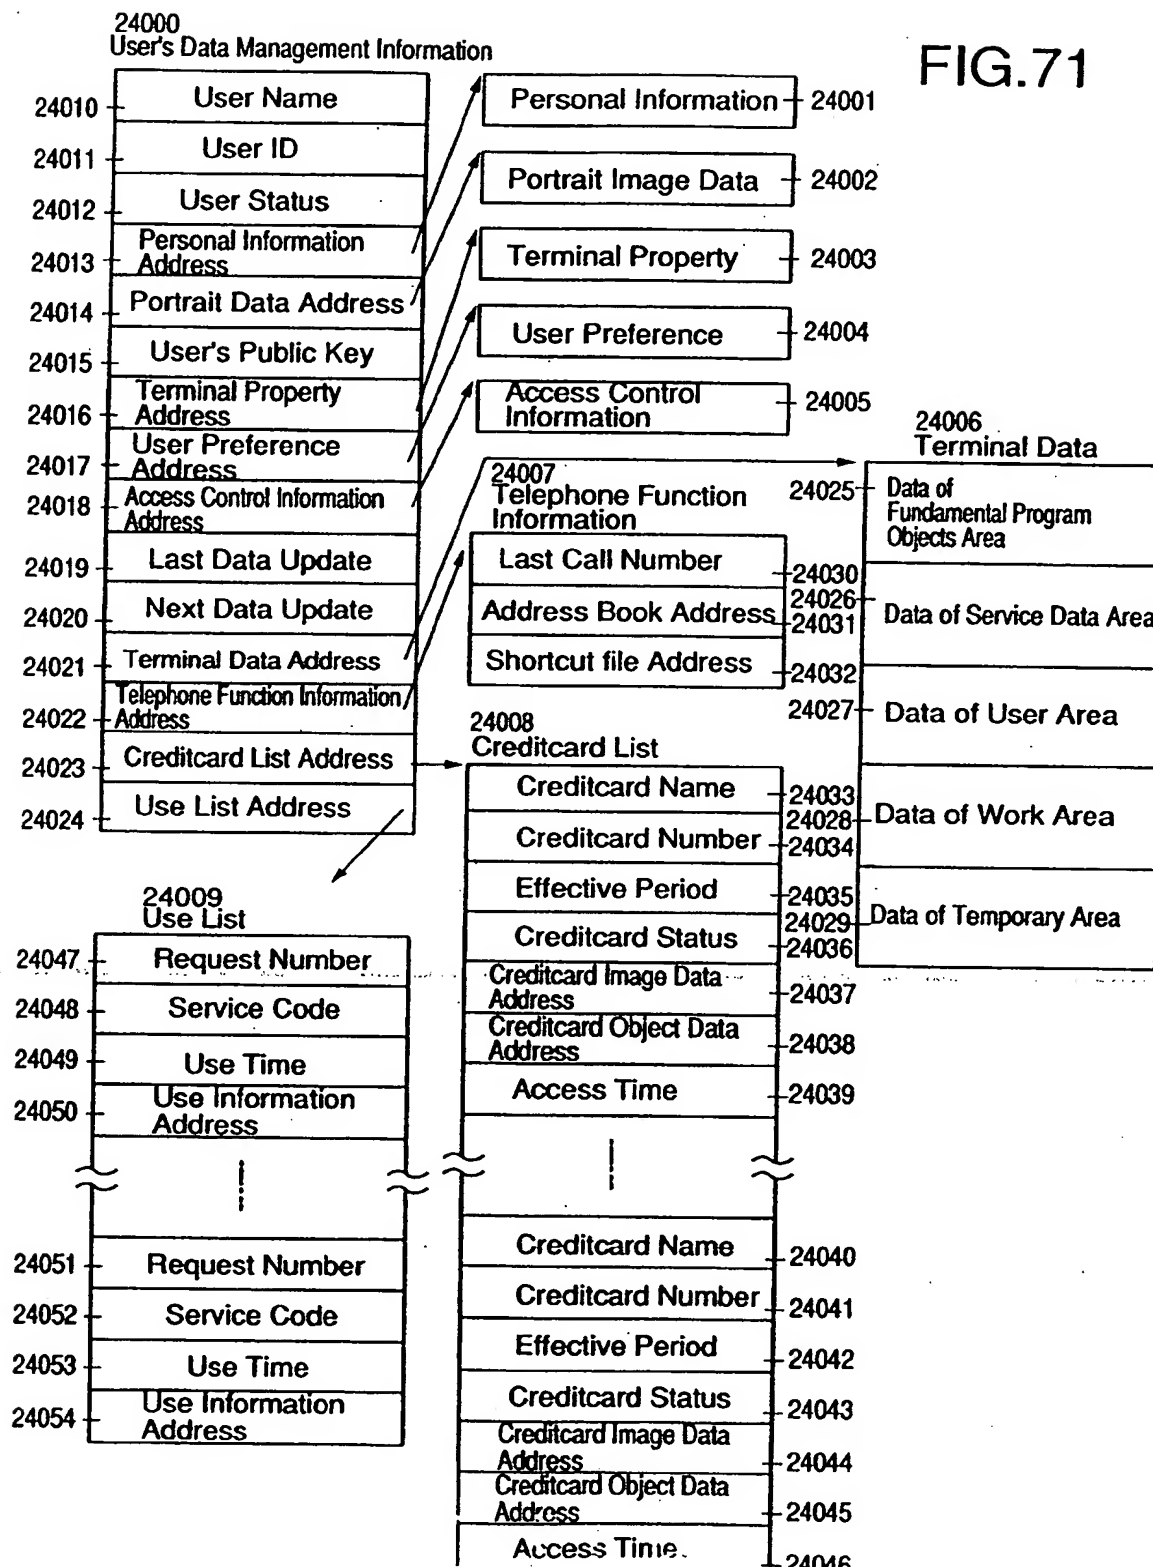 FIG.71
24000
User's Data Management Information
24010 User Name
24011 User ID
24012 User Status
24013 Personal Information
Address
24014 Portrait Data Address
24015 User's Public Key
24016 Terminal Property
Address
24017 User Preference
Address
24018 Access Control Information
Address
24019 Last Data Update
24020 Next Data Update
24021 Terminal Data Address
24022 Telephone Function Information
Address
24023 Creditcard List Address
24024 Use List Address
Personal Information 24001
Portrait Image Data 24002
Terminal Property 24003
User Preference 24004
Access Control
Information 24005
24006
Terminal Data
24025 Data of
Fundamental Program
Objects Area
24026 Data of Service Data Area
24027 Data of User Area
24028 Data of Work Area
24029 Data of Temporary Area
24007
Telephone Function
Information
Last Call Number 24030
Address Book Address 24031
Shortcut file Address 24032
24008
Creditcard List
Creditcard Name 24033
Creditcard Number 24034
Effective Period 24035
Creditcard Status 24036
Creditcard Image Data
Address 24037
Creditcard Object Data
Address 24038
Access Time 24039
Creditcard Name 24040
Creditcard Number 24041
Effective Period 24042
Creditcard Status 24043
Creditcard Image Data
Address 24044
Creditcard Object Data
Address 24045
Access Time 24046
24009
Use List
24047 Request Number
24048 Service Code
24049 Use Time
24050 Use Information
Address
24051 Request Number
24052 Service Code
24053 Use Time
24054 Use Information
Address